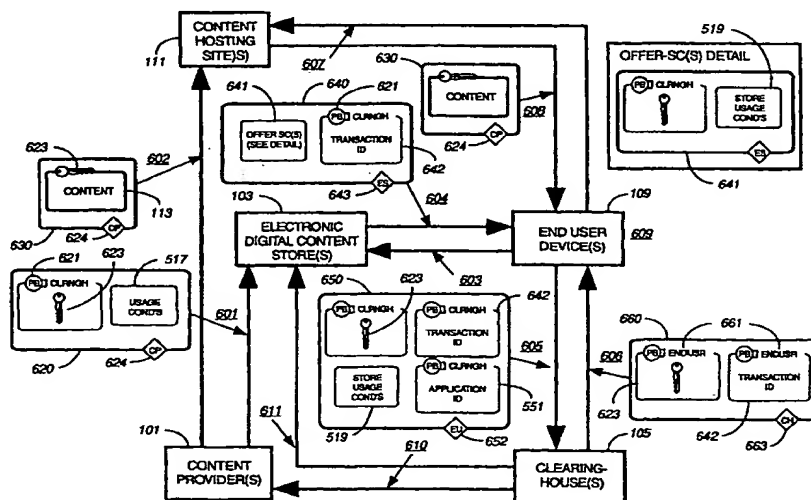 CONTENT
HOSTING
SITE(S)
111
607
630
CONTENT
608
624
CP
OFFER-SC(S) DETAIL
519
PB CLRNGH
STORE
USAGE
COND'S
ES
641
641
640
621
OFFER SC(S)
(SEE DETAIL)
PB CLRNGH
TRANSACTION
ID
642
643
ES
604
623
602
CONTENT
113
630
624
CP
103
ELECTRONIC
DIGITAL CONTENT
STORE(S)
109
END USER
DEVICE(S)
609
603
621
623
517
PB CLRNGH
USAGE
COND'S
601
620
624
CP
650
623
642
PB CLRNGH
PB CLRNGH
TRANSACTION
ID
605
STORE
USAGE
COND'S
PB CLRNGH
APPLICATION
ID
519
551
EU
652
660
661
606
PB ENDUSR
PB ENDUSR
TRANSACTION
ID
623
642
CH
663
611
101
CONTENT
PROVIDER(S)
610
105
CLEARING-
HOUSE(S)